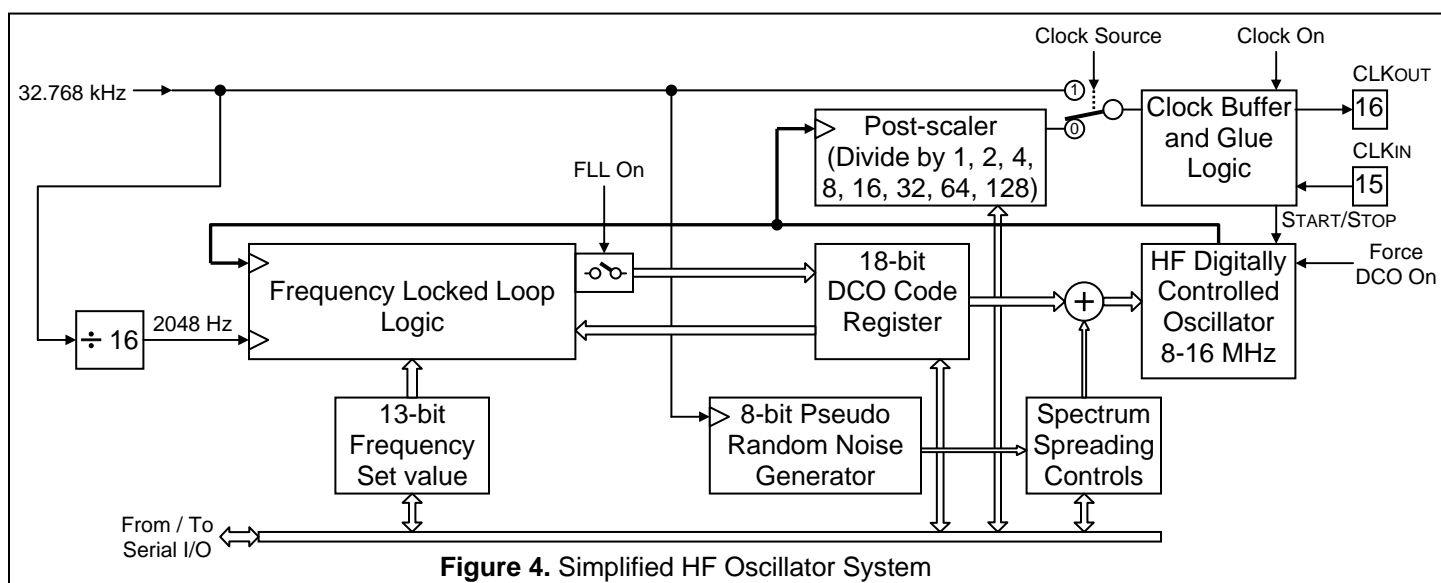 Clock Source
Clock On
32.768 kHz
1
0
Post-scaler
(Divide by 1, 2, 4,
8, 16, 32, 64, 128)
Clock Buffer
and Glue
Logic
CLKOUT
16
CLKIN
15
START/STOP
FLL On
Frequency Locked Loop
Logic
18-bit
DCO Code
Register
+
HF Digitally
Controlled
Oscillator
8-16 MHz
Force
DCO On
÷ 16
2048 Hz
13-bit
Frequency
Set value
8-bit Pseudo
Random Noise
Generator
Spectrum
Spreading
Controls
From / To
Serial I/O
Figure 4. Simplified HF Oscillator System